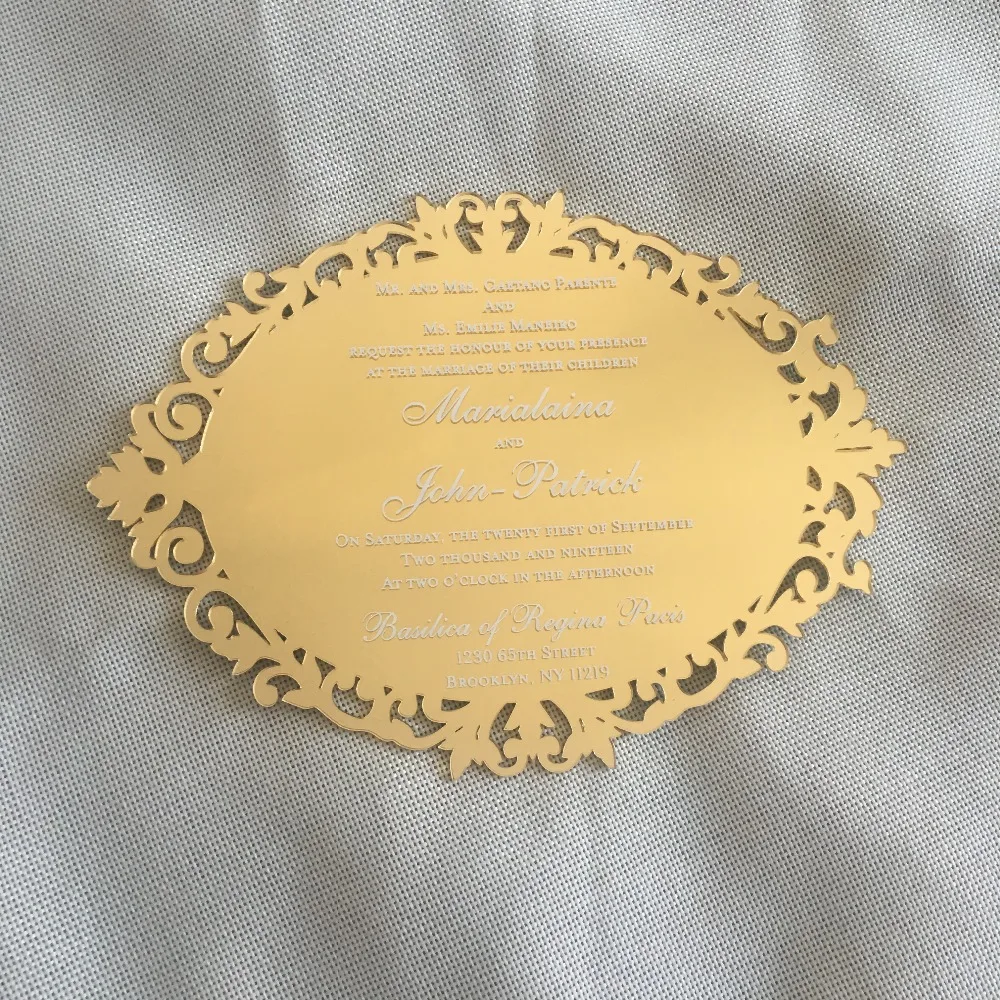 Mr. and Mrs. Gaetano Parente
and
Ms. Emilie Maneiro
request the honour of your presence
at the marriage of their children
Marialaina
and
John-Patrick
On Saturday, the twenty first of September
Two thousand and nineteen
At two o'clock in the afternoon
Basilica of Regina Pacis
1230 65th Street
Brooklyn, NY 11219